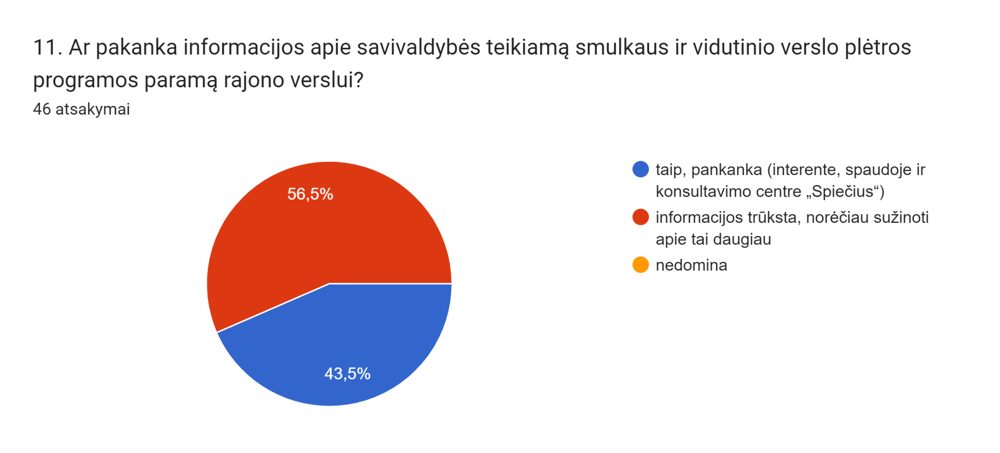 11. Ar pakanka informacijos apie savivaldybės teikiamą smulkaus ir vidutinio verslo plėtros
programos paramą rajono verslui?
46 atsakymai
56,5%
43,5%
taip, pankanka (interente, spaudoje ir
konsultavimo centre „Spiečius“)
informacijos trūksta, norėčiau sužinoti
apie tai daugiau
nedomina